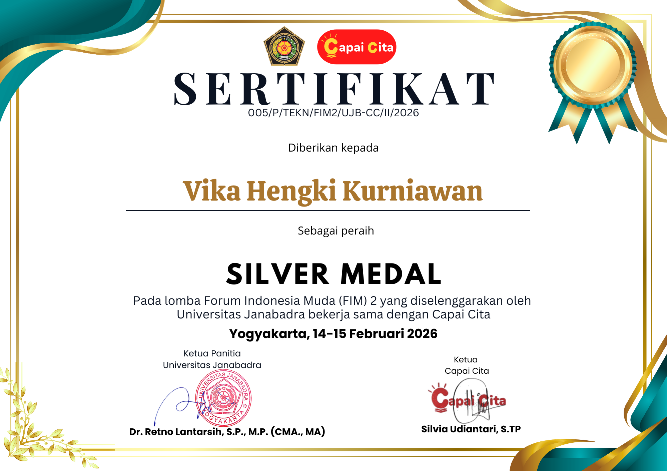 Capai Cita
SERTIFIKAT
005/P/TEKN/FIM2/UJB-CC/II/2026
Diberikan kepada
Vika Hengki Kurniawan
Sebagai peraih
SILVER MEDAL
Pada lomba Forum Indonesia Muda (FIM) 2 yang diselenggarakan oleh
Universitas Janabadra bekerja sama dengan Capai Cita
Yogyakarta, 14-15 Februari 2026
Ketua Panitia
Universitas Janabadra
UNIVERSITAS JANABADRA
YOGYAKARTA
Dr. Retno Lantarsih, S.P., M.P. (CMA., MA)
Ketua
Capai Cita
Capai Cita
Silvia Udiantari, S.TP